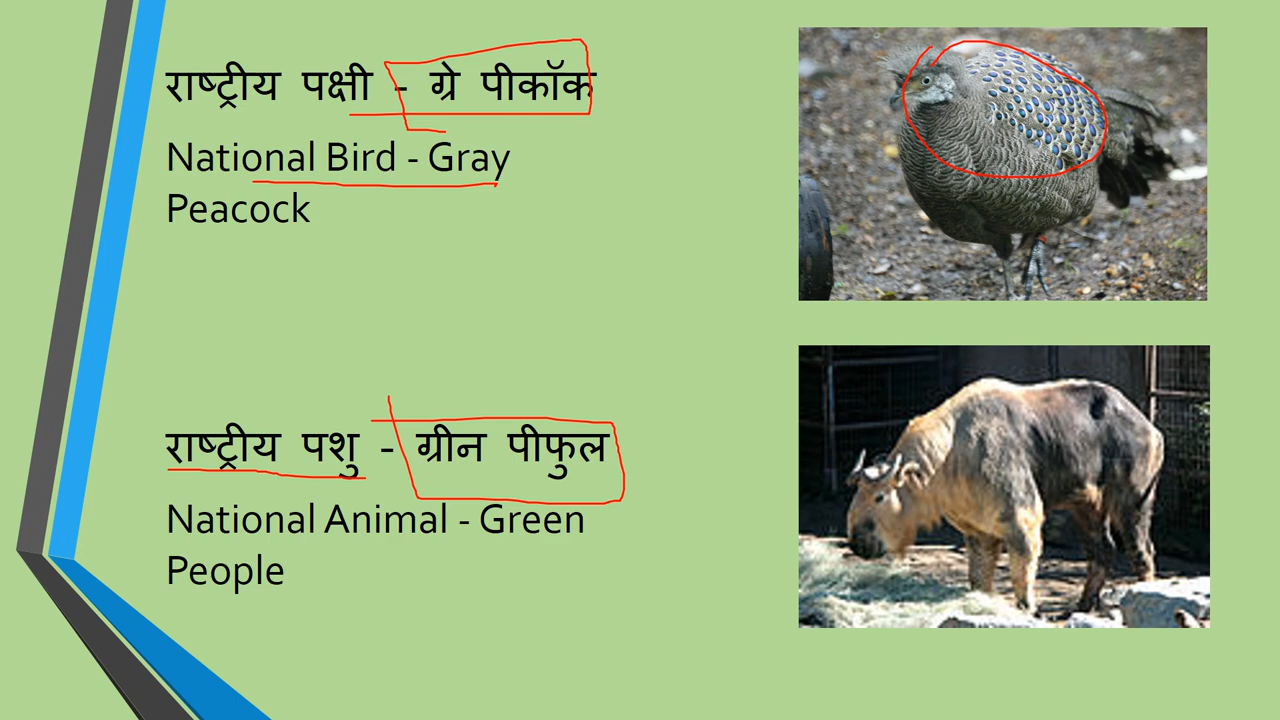 राष्ट्रीय पक्षी - ग्रे पीकॉक
National Bird - Gray
Peacock
राष्ट्रीय पशु - ग्रीन पीफुल
National Animal - Green
People